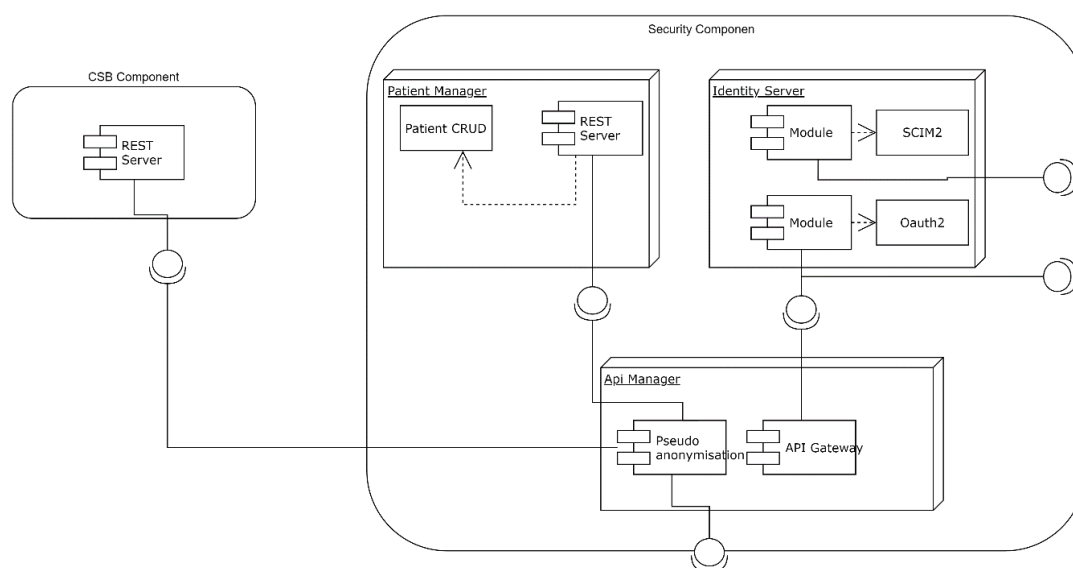 Security Componen
CSB Component
REST
Server
Patient Manager
Patient CRUD
REST
Server
Identity Server
Module
SCIM2
Module
Oauth2
Api Manager
Pseudo
anonymisation
API Gateway